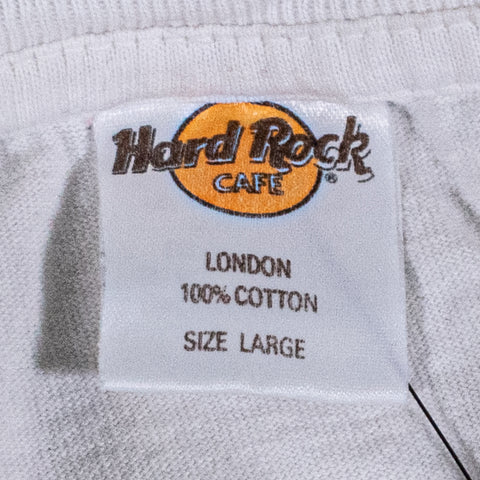 Hard Rock
CAFE ®
LONDON
100% COTTON
SIZE LARGE